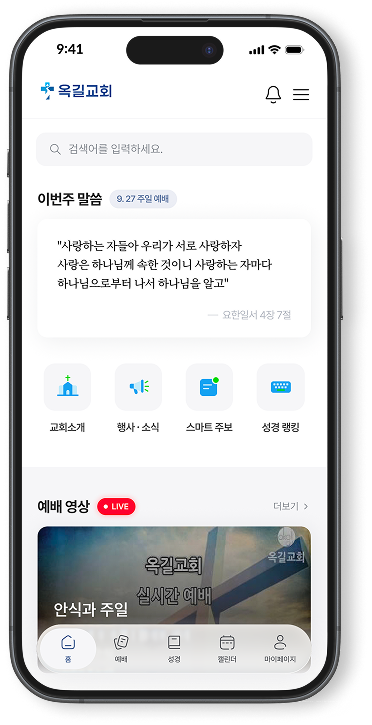 9:41
옥길교회
검색어를 입력하세요.
이번주 말씀 9. 27 주일 예배
"사랑하는 자들아 우리가 서로 사랑하자
사랑은 하나님께 속한 것이니 사랑하는 자마다
하나님으로부터 나서 하나님을 알고"
— 요한일서 4장 7절
교회소개 행사 · 소식 스마트 주보 성경 랭킹
예배 영상 LIVE 더보기 >
옥길교회
옥길교회
실시간 예배
안식과 주일
홈 예배 성경 캘린더 마이페이지